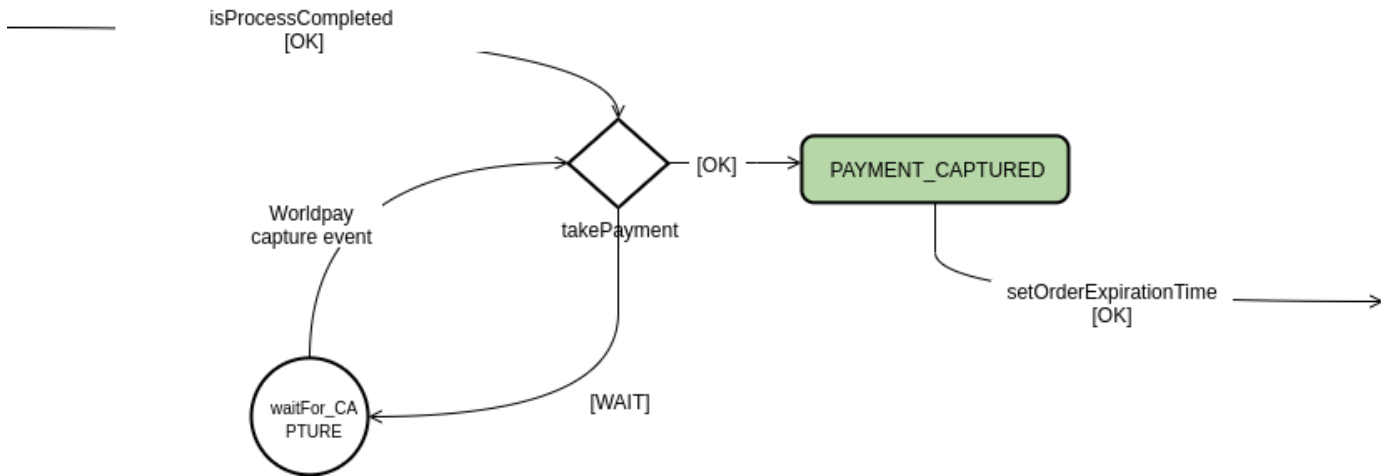 isProcessCompleted
[OK]
[OK]
PAYMENT_CAPTURED
Worldpay
capture event
takePayment
setOrderExpirationTime
[OK]
waitFor_CA
PTURE
[WAIT]